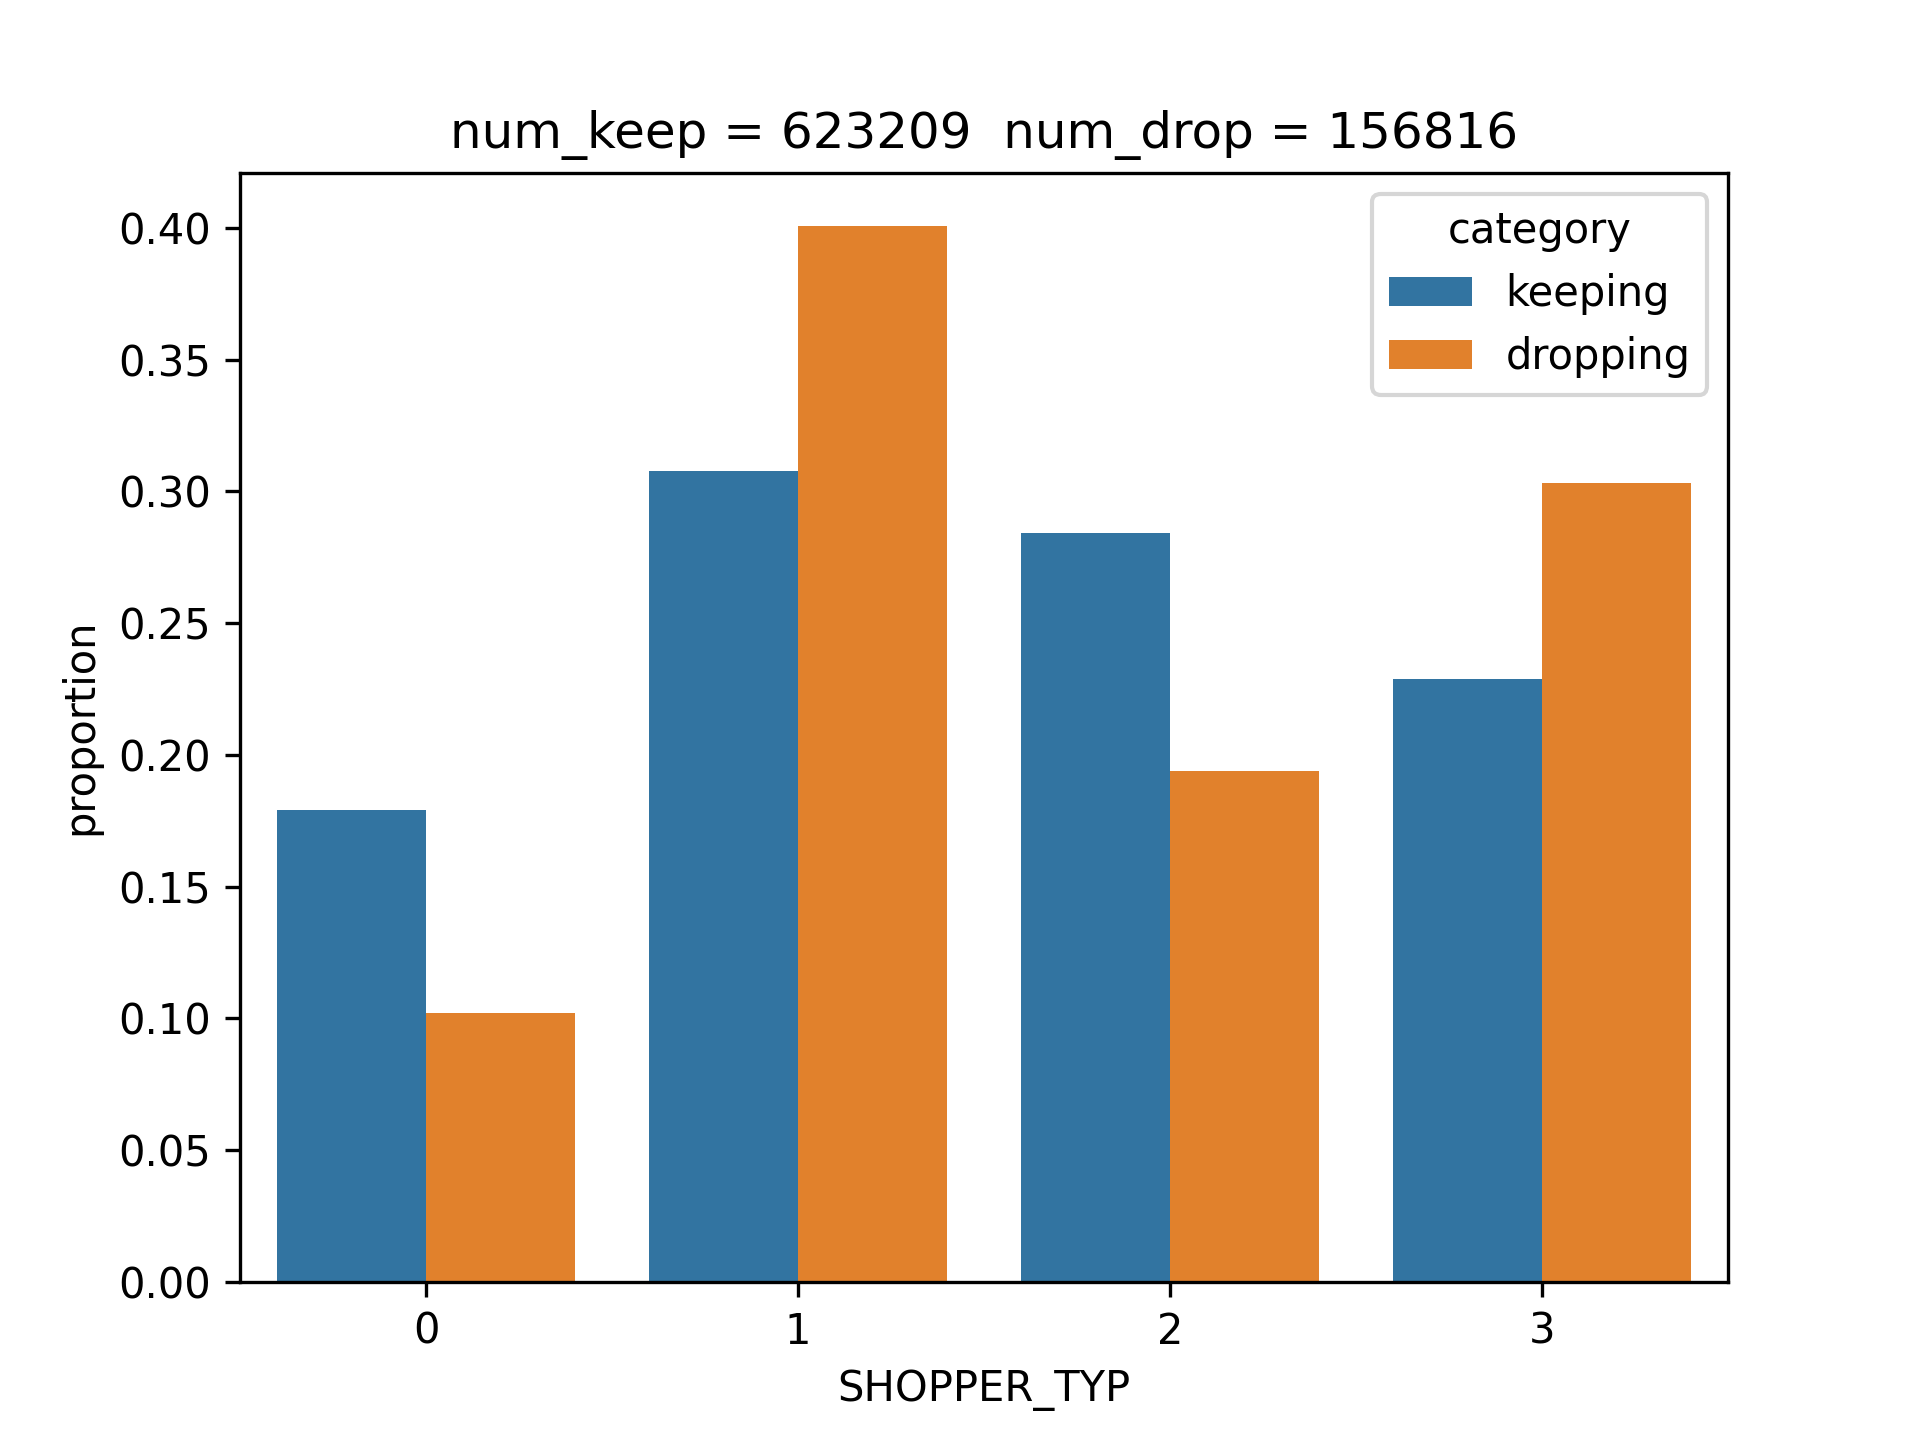 num_keep = 623209  num_drop = 156816
category
keeping
dropping
0.40
0.35
0.30
0.25
0.20
0.15
0.10
0.05
0.00
proportion
0 1 2 3
SHOPPER_TYP